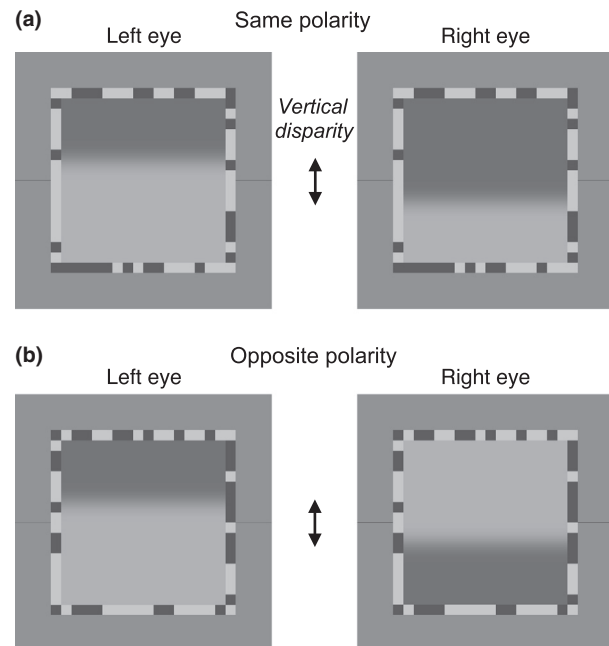 (a)
Same polarity
Left eye
Right eye
Vertical
disparity
(b)
Opposite polarity
Left eye
Right eye